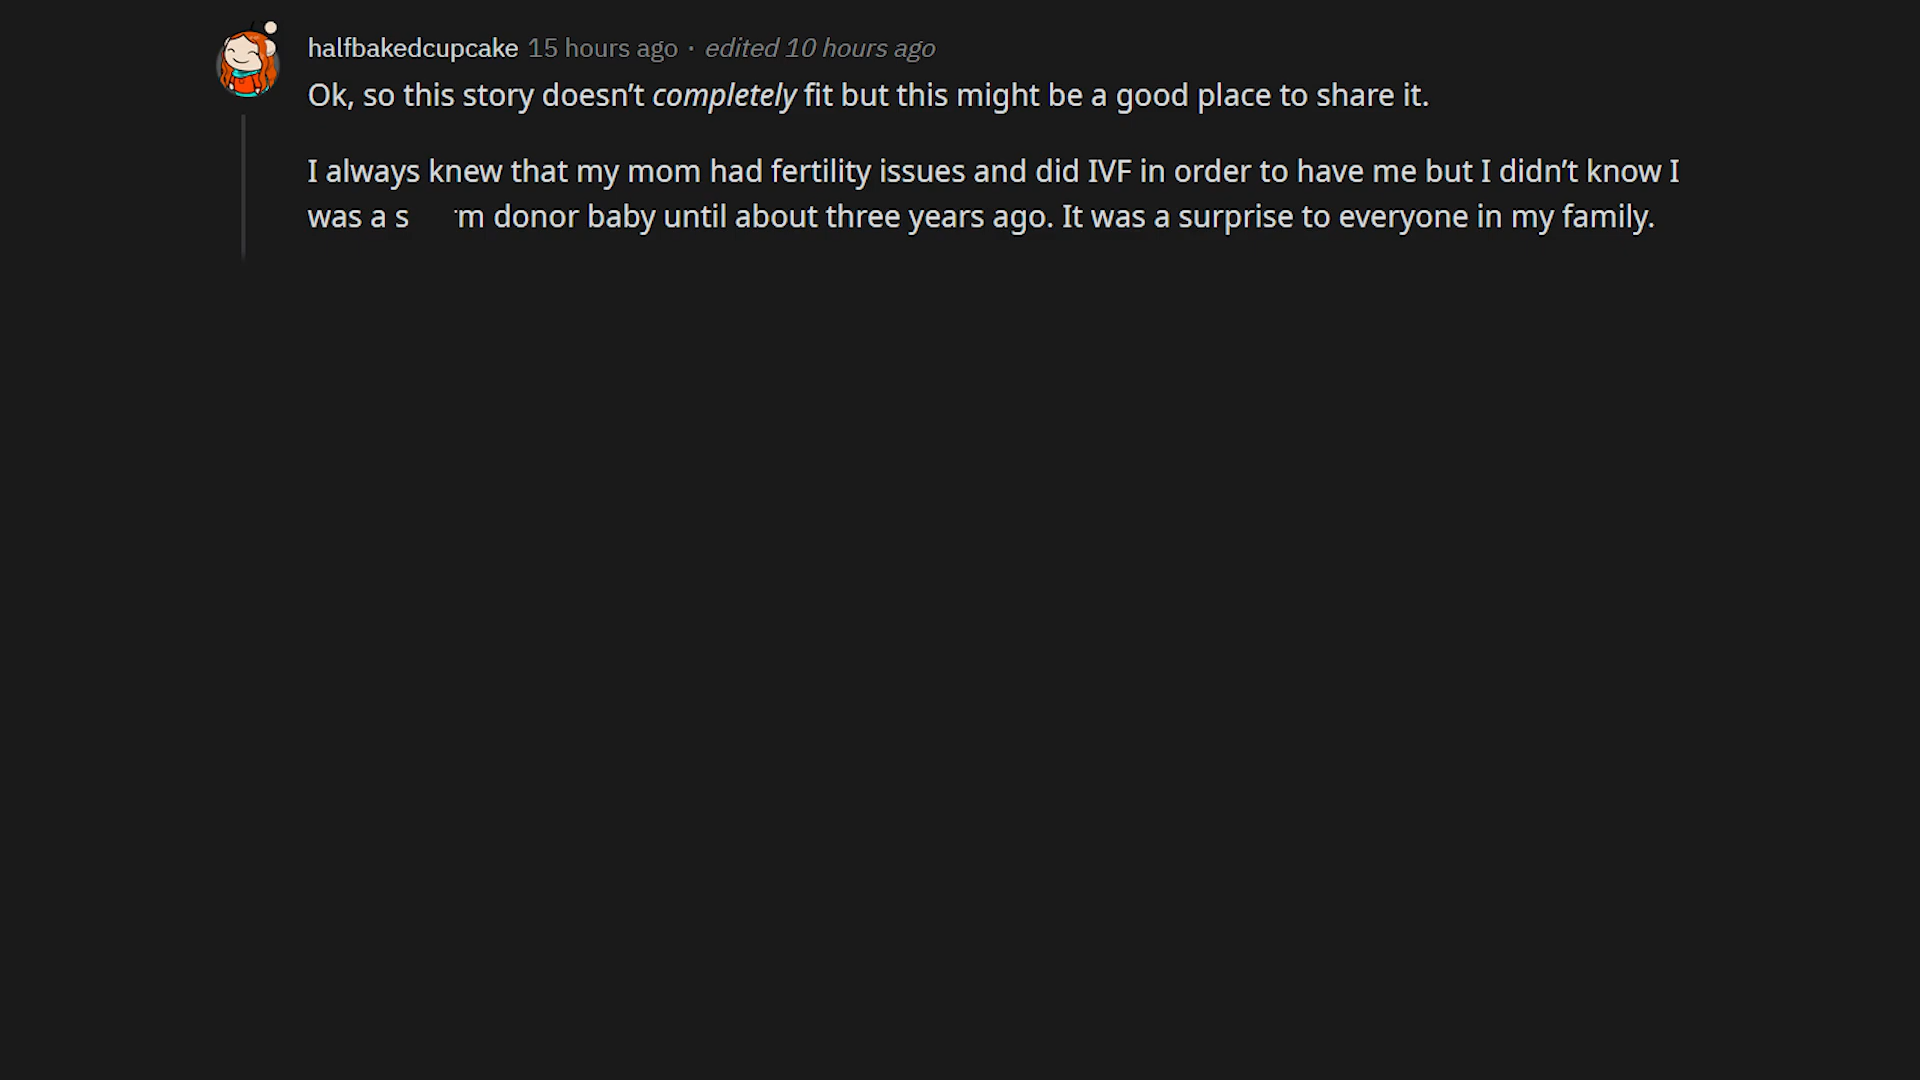 halfbakedcupcake 15 hours ago · edited 10 hours ago
Ok, so this story doesn’t completely fit but this might be a good place to share it.
I always knew that my mom had fertility issues and did IVF in order to have me but I didn’t know I
was a s m donor baby until about three years ago. It was a surprise to everyone in my family.